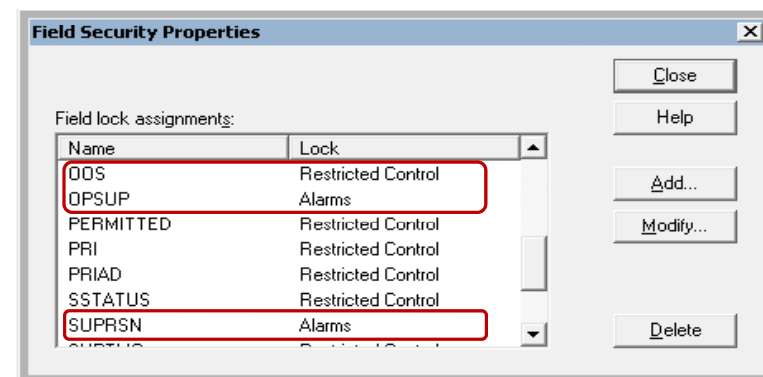 Field Security Properties
Close
Field lock assignments:
Help
Name Lock
OOS Restricted Control
OPSUP Alarms
Add...
PERMITTED Restricted Control
Modify...
PRI Restricted Control
PRIAD Restricted Control
SSTATUS Restricted Control
SUPRSN Alarms
Delete